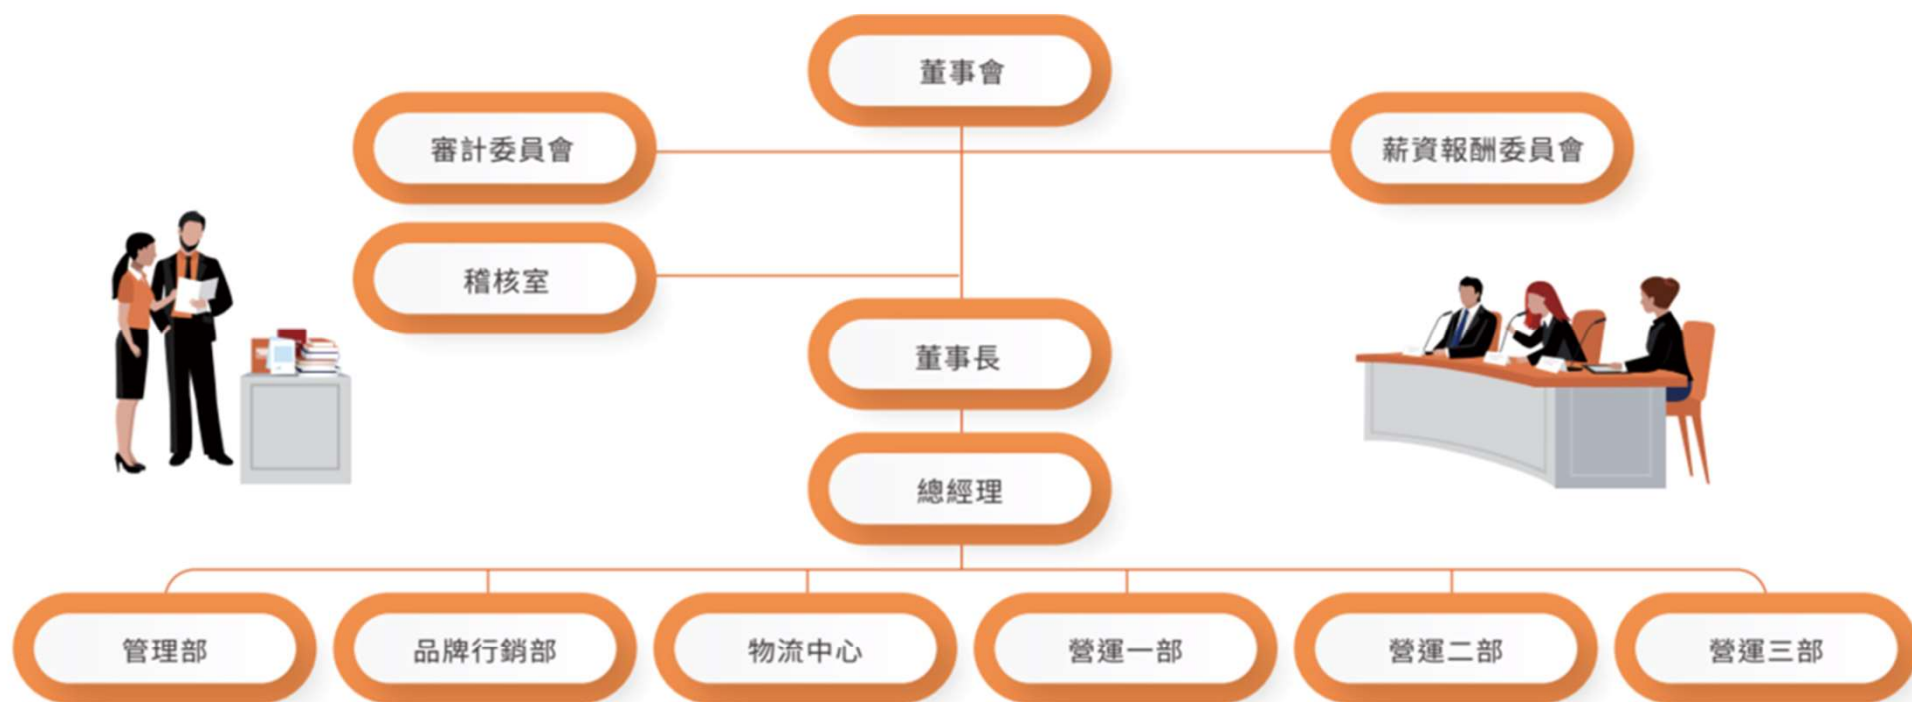 董事會
審計委員會
薪資報酬委員會
稽核室
董事長
總經理
管理部
品牌行銷部
物流中心
營運一部
營運二部
營運三部